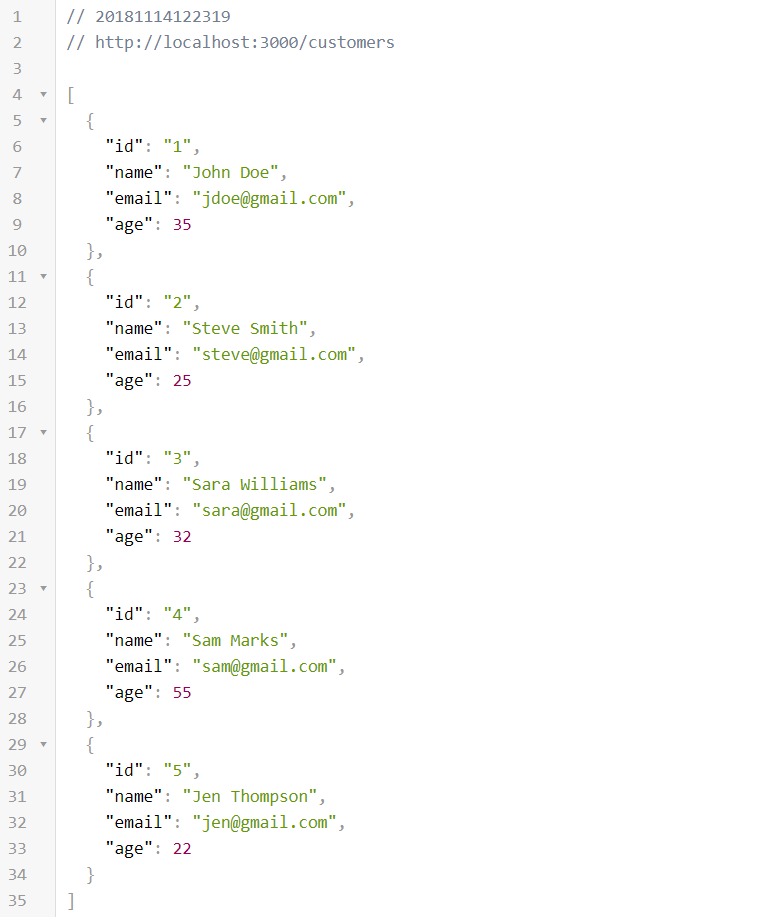 1 // 20181114122319
2 // http://localhost:3000/customers
3
4 [
5 {
6 "id": "1",
7 "name": "John Doe",
8 "email": "jdoe@gmail.com",
9 "age": 35
10 },
11 {
12 "id": "2",
13 "name": "Steve Smith",
14 "email": "steve@gmail.com",
15 "age": 25
16 },
17 {
18 "id": "3",
19 "name": "Sara Williams",
20 "email": "sara@gmail.com",
21 "age": 32
22 },
23 {
24 "id": "4",
25 "name": "Sam Marks",
26 "email": "sam@gmail.com",
27 "age": 55
28 },
29 {
30 "id": "5",
31 "name": "Jen Thompson",
32 "email": "jen@gmail.com",
33 "age": 22
34 }
35 ]